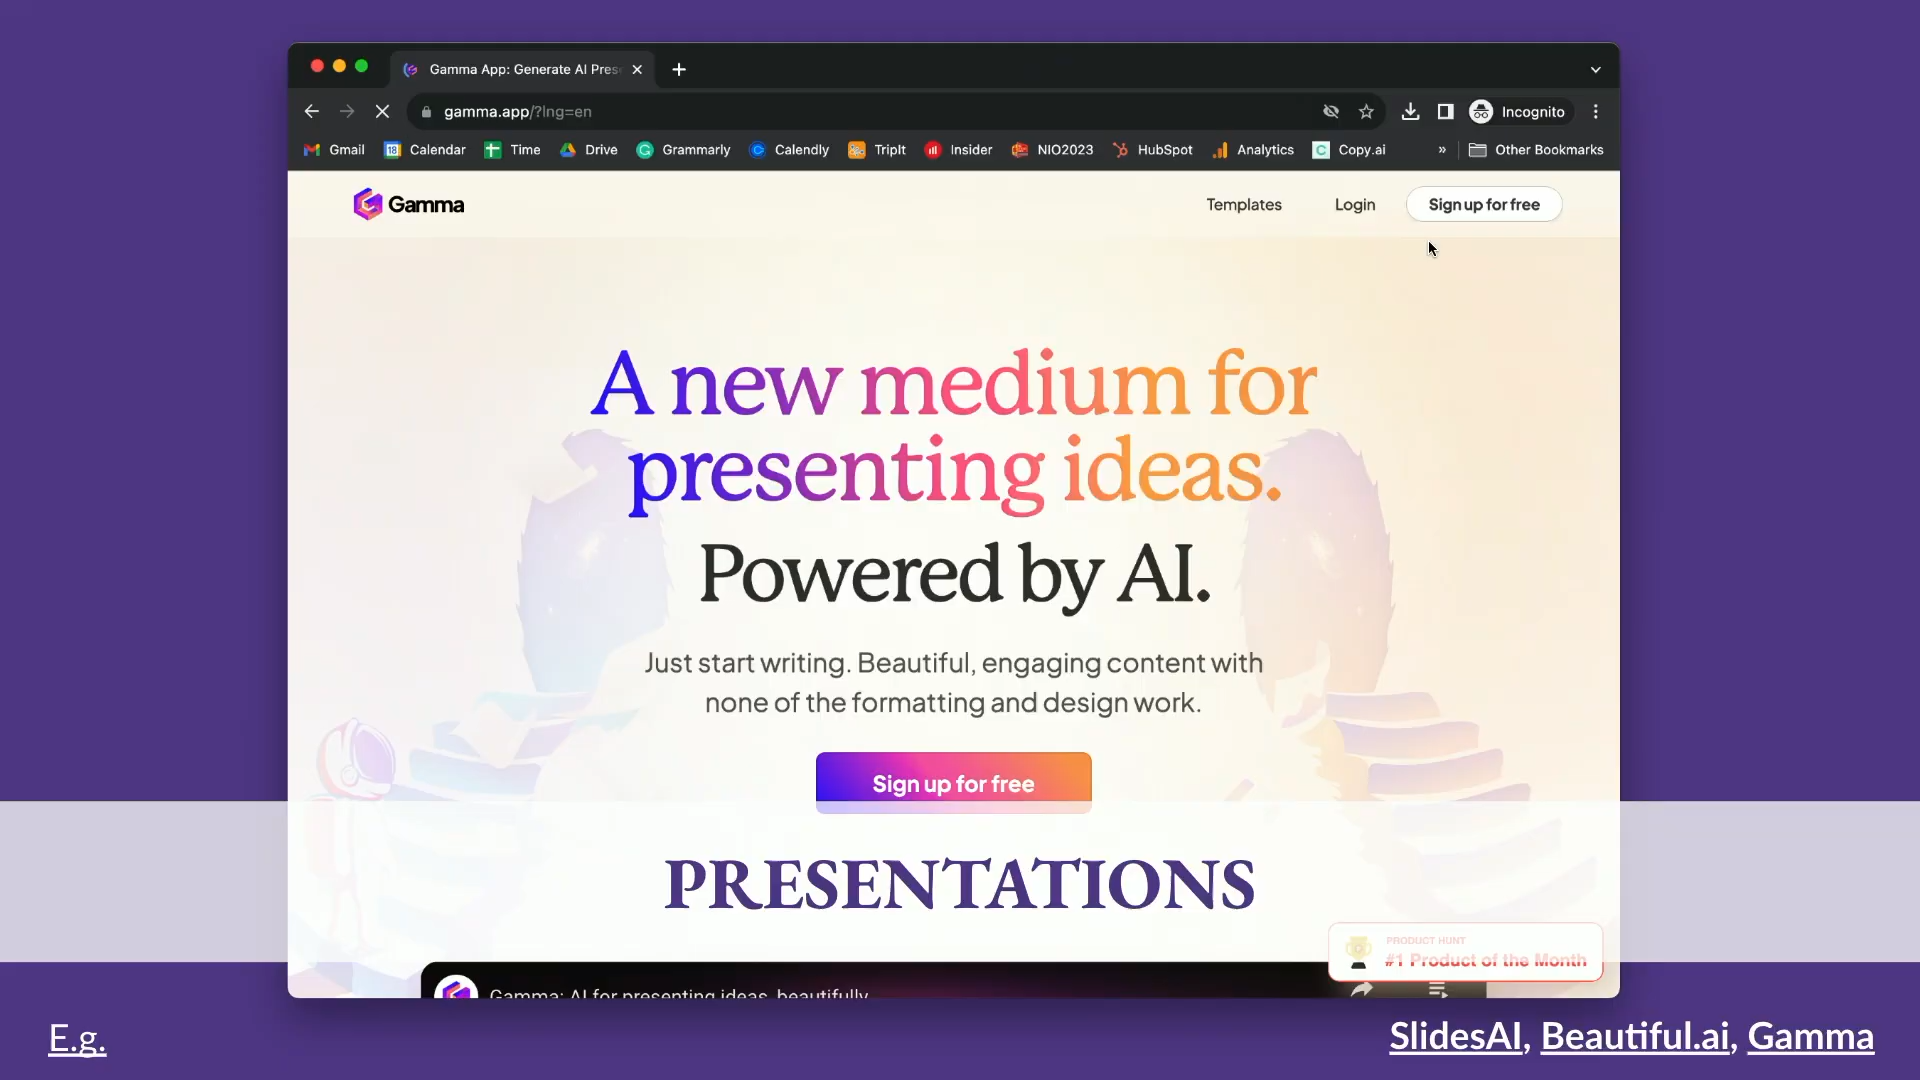 Gamma App: Generate AI Pres
gamma.app/?lng=en
Incognito
Gmail
18
Calendar
Time
Drive
Grammarly
Calendly
TripIt
Insider
NIO2023
HubSpot
Analytics
Copy.ai
»
Other Bookmarks
Gamma
Templates
Login
Sign up for free
A new medium for
presenting ideas.
Powered by AI.
Just start writing. Beautiful, engaging content with
none of the formatting and design work.
Sign up for free
PRESENTATIONS
PRODUCT HUNT
#1 Product of the Month
Gamma: AI for presenting ideas, beautifully
E.g.
SlidesAI, Beautiful.ai, Gamma